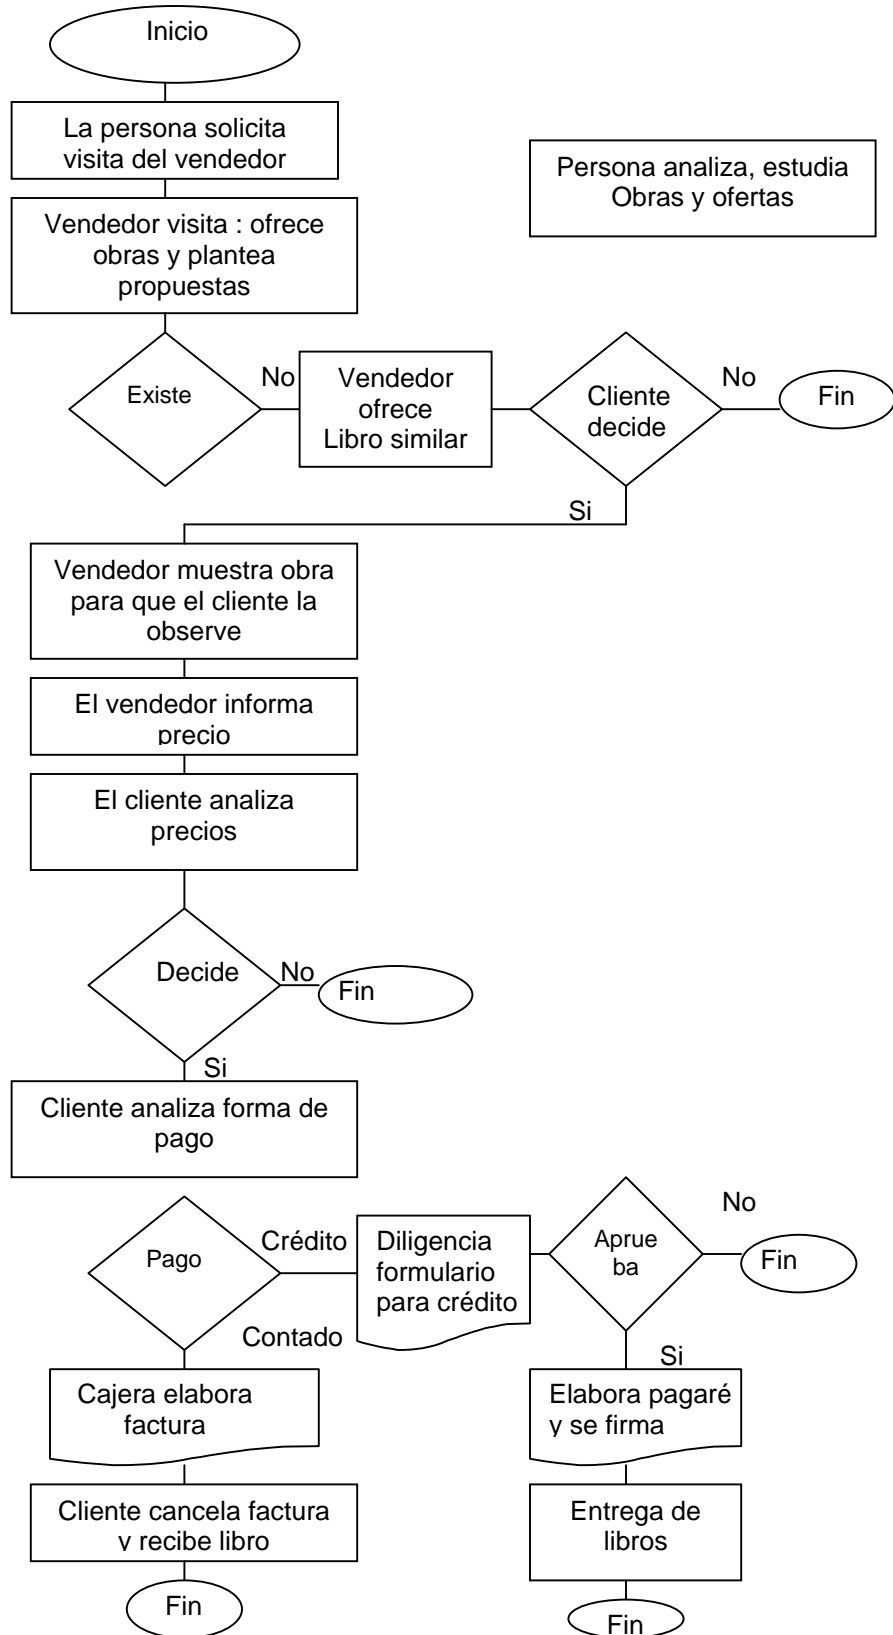 Inicio
La persona solicita
visita del vendedor
Persona analiza, estudia
Obras y ofertas
Vendedor visita : ofrece
obras y plantea
propuestas
Existe
No
Vendedor
ofrece
Libro similar
Cliente
decide
No
Fin
Si
Vendedor muestra obra
para que el cliente la
observe
El vendedor informa
precio
El cliente analiza
precios
Decide
No
Fin
Si
Cliente analiza forma de
pago
Pago
Crédito
Contado
Diligencia
formulario
para crédito
Aprue
ba
No
Fin
Si
Cajera elabora
factura
Elabora pagaré
y se firma
Cliente cancela factura
y recibe libro
Entrega de
libros
Fin
Fin